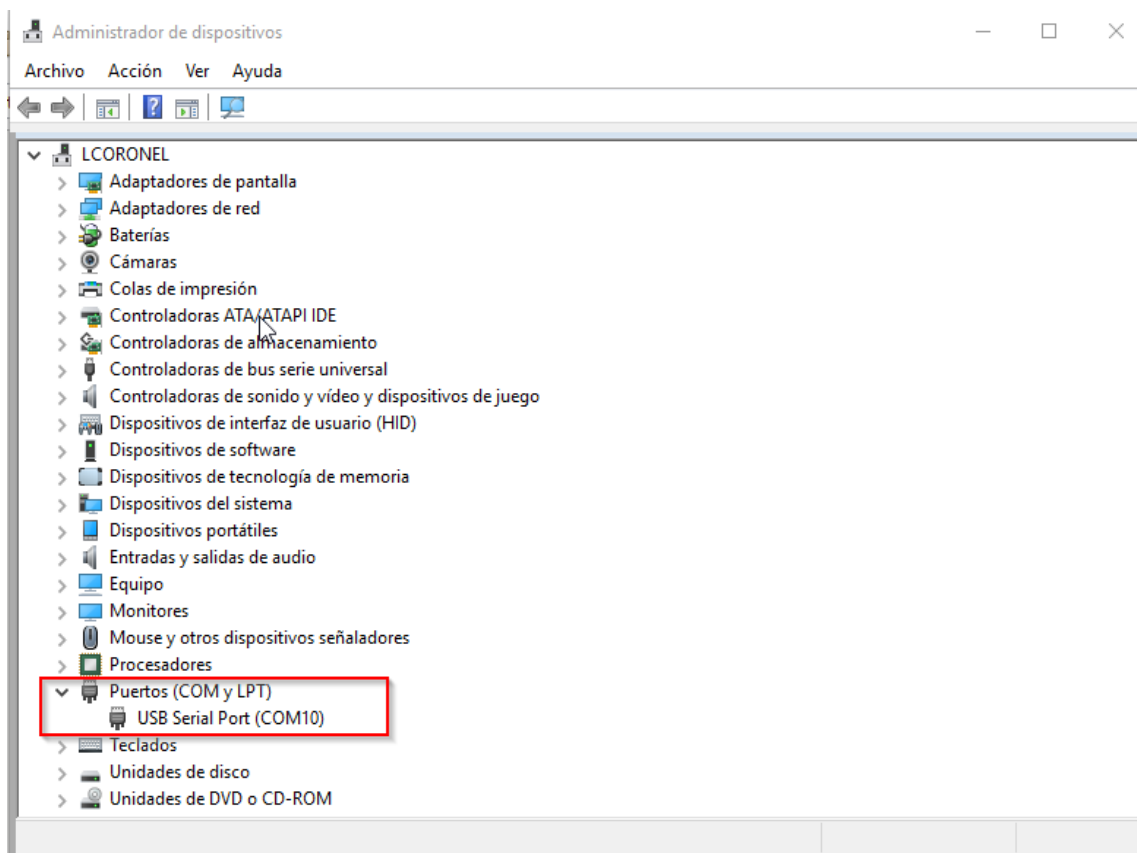 Administrador de dispositivos
Archivo Acción Ver Ayuda
LCORONEL
Adaptadores de pantalla
Adaptadores de red
Baterías
Cámaras
Colas de impresión
Controladoras ATA/ATAPI IDE
Controladoras de almacenamiento
Controladoras de bus serie universal
Controladoras de sonido y vídeo y dispositivos de juego
Dispositivos de interfaz de usuario (HID)
Dispositivos de software
Dispositivos de tecnología de memoria
Dispositivos del sistema
Dispositivos portátiles
Entradas y salidas de audio
Equipo
Monitores
Mouse y otros dispositivos señaladores
Procesadores
Puertos (COM y LPT)
USB Serial Port (COM10)
Teclados
Unidades de disco
Unidades de DVD o CD-ROM